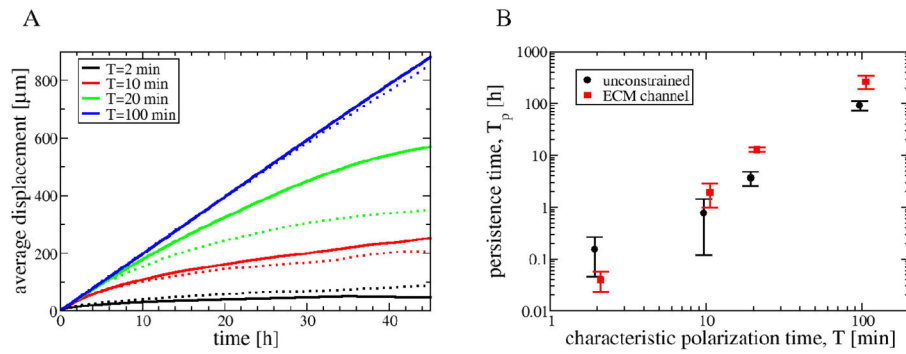 A
average displacement [μm]
800
600
400
200
0
T=2 min
T=10 min
T=20 min
T=100 min
0 10 20 30 40
time [h]
B
persistence time, Tp [h]
1000
100
10
1
0.1
0.01
unconstrained
ECM channel
1 10 100
characteristic polarization time, T [min]